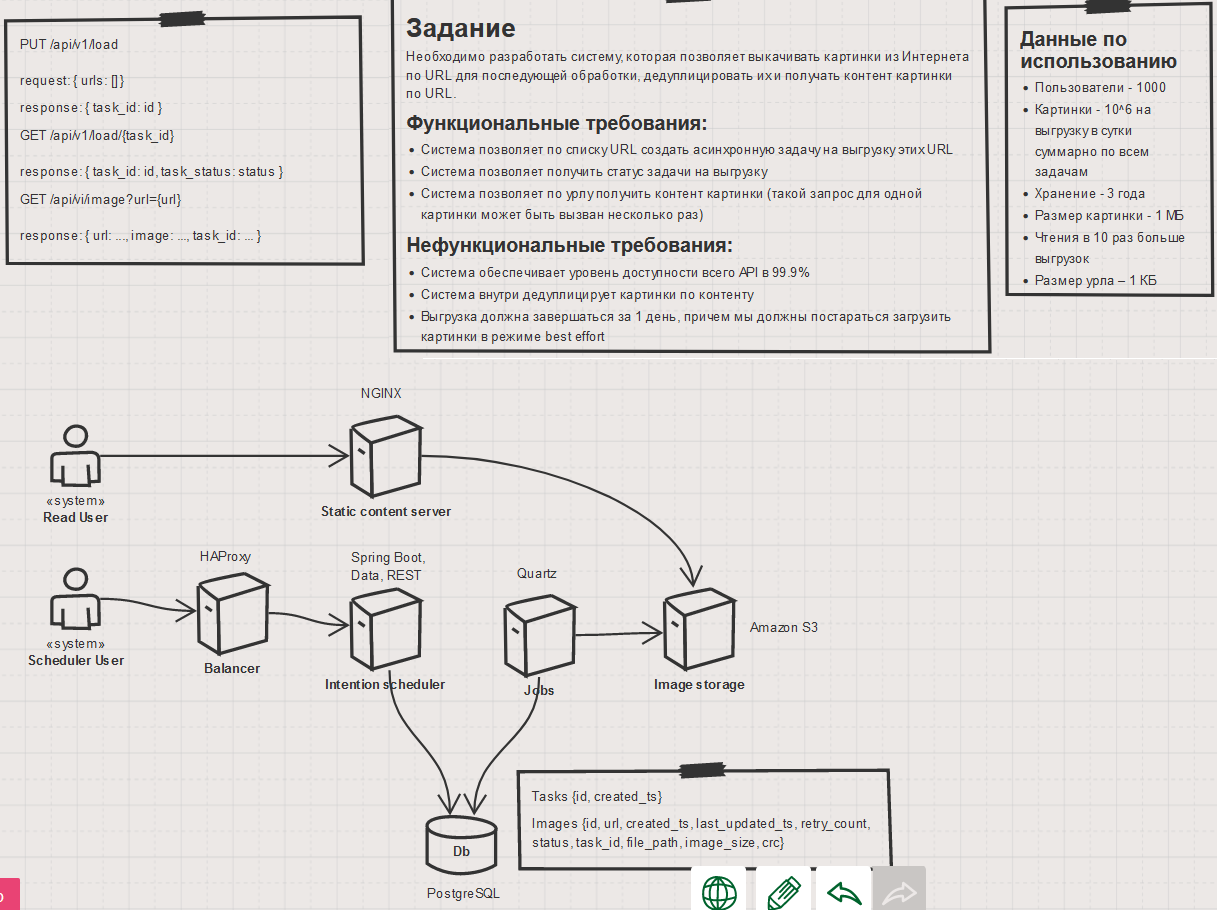 PUT /api/v1/load
request: { urls: [] }
response: { task_id: id }
GET /api/v1/load/{task_id}
response: { task_id: id, task_status: status }
GET /api/vi/image?url={url}
response: { url: ..., image: ..., task_id: ... }
Задание
Необходимо разработать систему, которая позволяет выкачивать картинки из Интернета
по URL для последующей обработки, дедуплицировать их и получать контент картинки
по URL.
Функциональные требования:
Система позволяет по списку URL создать асинхронную задачу на выгрузку этих URL
Система позволяет получить статус задачи на выгрузку
Система позволяет по урлу получить контент картинки (такой запрос для одной
картинки может быть вызван несколько раз)
Нефункциональные требования:
Система обеспечивает уровень доступности всего API в 99.9%
Система внутри дедуплицирует картинки по контенту
Выгрузка должна завершаться за 1 день, причем мы должны постараться загрузить
картинки в режиме best effort
Данные по
использованию
Пользователи - 1000
Картинки - 10^6 на
выгрузку в сутки
суммарно по всем
задачам
Хранение - 3 года
Размер картинки - 1 МБ
Чтения в 10 раз больше
выгрузок
Размер урла – 1 КБ
NGINX
«system»
Read User
Static content server
HAProxy
Spring Boot,
Data, REST
Quartz
Amazon S3
«system»
Scheduler User
Balancer
Intention scheduler
Jobs
Image storage
Tasks {id, created_ts}
Images {id, url, created_ts, last_updated_ts, retry_count,
status, task_id, file_path, image_size, crc}
Db
PostgreSQL